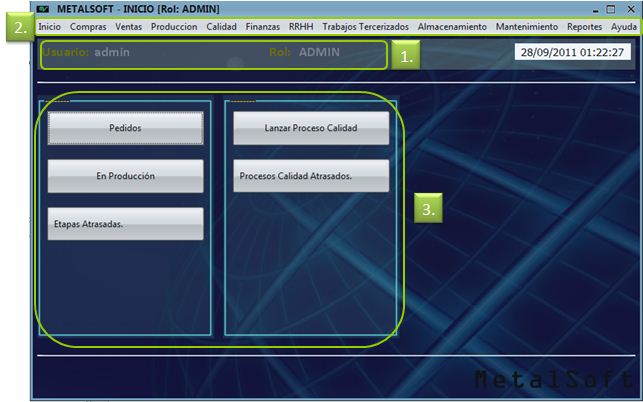 METALSOFT - INICIO [Rol: ADMIN]
2.
Inicio Compras Ventas Produccion Calidad Finanzas RRHH Trabajos Tercerizados Almacenamiento Mantenimiento Reportes Ayuda
Usuario: admin Rol: ADMIN
1.
28/09/2011 01:22:27
Pedidos
Lanzar Proceso Calidad
En Producción
Procesos Calidad Atrasados.
Etapas Atrasadas.
3.
MetalSoft